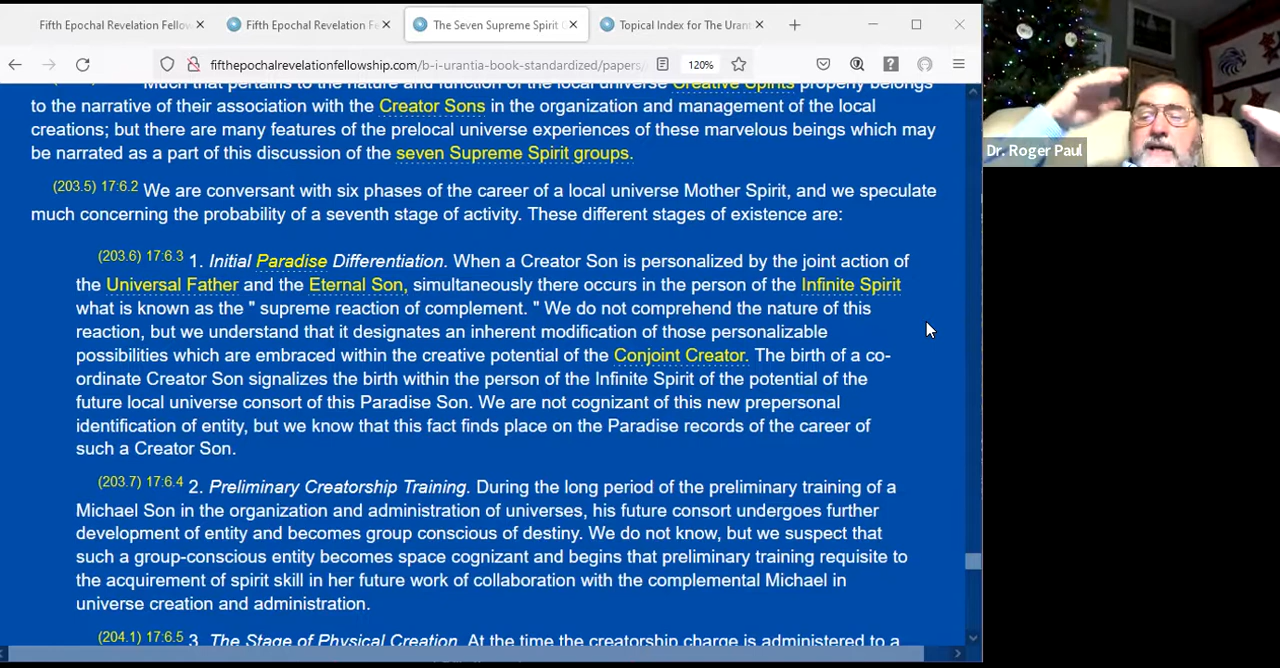 Fifth Epochal Revelation Fellow
Fifth Epochal Revelation Fe
The Seven Supreme Spirit G
Topical Index for The Urant
fifthepochalrevelationfellowship.com/b-i-urantia-book-standardized/papers/
120%
Much that pertains to the nature and function of the local universe Creative Spirits properly belongs
to the narrative of their association with the Creator Sons in the organization and management of the local
creations; but there are many features of the prelocal universe experiences of these marvelous beings which may
be narrated as a part of this discussion of the seven Supreme Spirit groups.
(203.5) 17:6.2 We are conversant with six phases of the career of a local universe Mother Spirit, and we speculate
much concerning the probability of a seventh stage of activity. These different stages of existence are:
(203.6) 17:6.3 1. Initial Paradise Differentiation. When a Creator Son is personalized by the joint action of
the Universal Father and the Eternal Son, simultaneously there occurs in the person of the Infinite Spirit
what is known as the " supreme reaction of complement. " We do not comprehend the nature of this
reaction, but we understand that it designates an inherent modification of those personalizable
possibilities which are embraced within the creative potential of the Conjoint Creator. The birth of a co-
ordinate Creator Son signalizes the birth within the person of the Infinite Spirit of the potential of the
future local universe consort of this Paradise Son. We are not cognizant of this new prepersonal
identification of entity, but we know that this fact finds place on the Paradise records of the career of
such a Creator Son.
(203.7) 17:6.4 2. Preliminary Creatorship Training. During the long period of the preliminary training of a
Michael Son in the organization and administration of universes, his future consort undergoes further
development of entity and becomes group conscious of destiny. We do not know, but we suspect that
such a group-conscious entity becomes space cognizant and begins that preliminary training requisite to
the acquirement of spirit skill in her future work of collaboration with the complemental Michael in
universe creation and administration.
(204.1) 17:6.5 3. The Stage of Physical Creation. At the time the creatorship charge is administered to a
Dr. Roger Paul